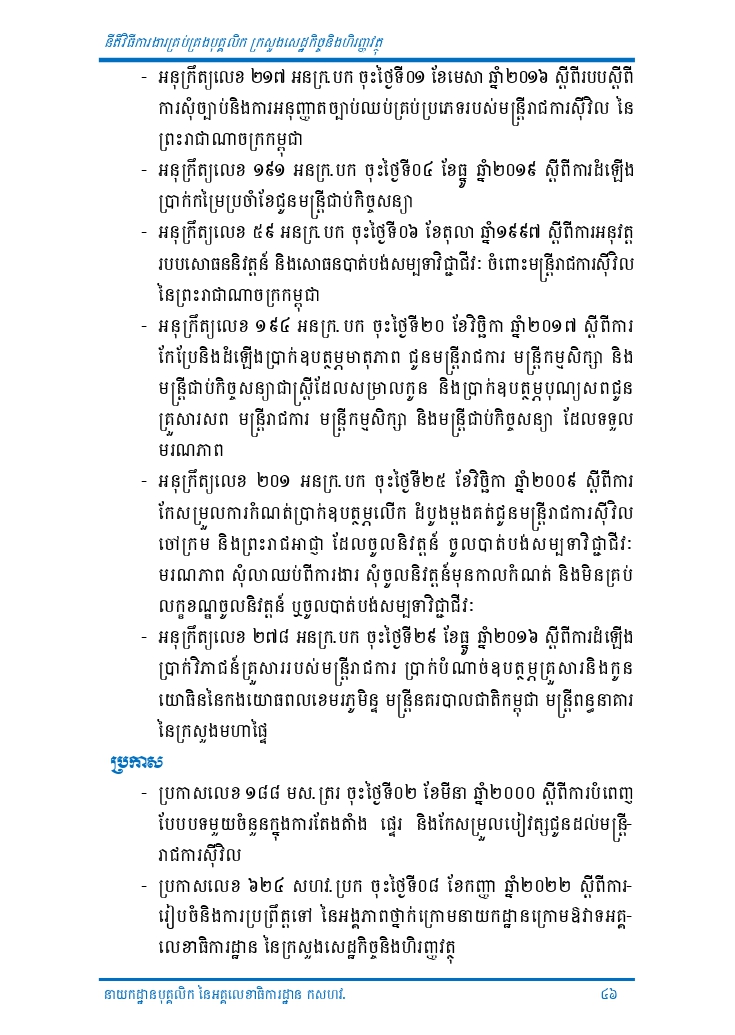 នីតិវិធីការងារគ្រប់គ្រងបុគ្គលិក ក្រសួងសេដ្ឋកិច្ចនិងហិរញ្ញវត្ថុ
- អនុក្រឹត្យលេខ ២១៧ អនក្រ.បក ចុះថ្ងៃទី០១ ខែមេសា ឆ្នាំ២០១៦ ស្ដីពីរបបស្ដីពី
ការសុំច្បាប់និងការអនុញ្ញាតច្បាប់ឈប់គ្រប់ប្រភេទរបស់មន្ត្រីរាជការស៊ីវិល នៃ
ព្រះរាជាណាចក្រកម្ពុជា
- អនុក្រឹត្យលេខ ១៩១ អនក្រ.បក ចុះថ្ងៃទី០៤ ខែធ្នូ ឆ្នាំ២០១៩ ស្ដីពីការដំឡើង
ប្រាក់កម្រៃប្រចាំខែជូនមន្ត្រីជាប់កិច្ចសន្យា
- អនុក្រឹត្យលេខ ៥៩ អនក្រ.បក ចុះថ្ងៃទី០៦ ខែតុលា ឆ្នាំ១៩៩៧ ស្ដីពីការអនុវត្ត
របបសោធននិវត្តន៍ និងសោធនបាត់បង់សម្បទាវិជ្ជាជីវៈ ចំពោះមន្ត្រីរាជការស៊ីវិល
នៃព្រះរាជាណាចក្រកម្ពុជា
- អនុក្រឹត្យលេខ ១៩៤ អនក្រ. បក ចុះថ្ងៃទី២០ ខែវិច្ឆិកា ឆ្នាំ២០១៧ ស្ដីពីការ
កែប្រែនិងដំឡើងប្រាក់ឧបត្ថម្ភមាតុភាព ជូនមន្ត្រីរាជការ មន្ត្រីកម្មសិក្សា និង
មន្ត្រីជាប់កិច្ចសន្យាជាស្ត្រីដែលសម្រាលកូន និងប្រាក់ឧបត្ថម្ភបុណ្យសពជូន
គ្រួសារសព មន្ត្រីរាជការ មន្ត្រីកម្មសិក្សា និងមន្ត្រីជាប់កិច្ចសន្យា ដែលទទួល
មរណភាព
- អនុក្រឹត្យលេខ ២០១ អនក្រ.បក ចុះថ្ងៃទី២៥ ខែវិច្ឆិកា ឆ្នាំ២០០៩ ស្ដីពីការ
កែសម្រួលការកំណត់ប្រាក់ឧបត្ថម្ភលើក ដំបូងម្ដងគត់ជូនមន្ត្រីរាជការស៊ីវិល
ចៅក្រម និងព្រះរាជអាជ្ញា ដែលចូលនិវត្តន៍ ចូលបាត់បង់សម្បទាវិជ្ជាជីវៈ
មរណភាព សុំលាឈប់ពីការងារ សុំចូលនិវត្តន៍មុនកាលកំណត់ និងមិនគ្រប់
លក្ខខណ្ឌចូលនិវត្តន៍ ឬចូលបាត់បង់សម្បទាវិជ្ជាជីវៈ
- អនុក្រឹត្យលេខ ២៧៨ អនក្រ.បក ចុះថ្ងៃទី២៩ ខែធ្នូ ឆ្នាំ២០១៦ ស្ដីពីការដំឡើង
ប្រាក់វិភាជន៍គ្រួសាររបស់មន្ត្រីរាជការ ប្រាក់បំណាច់ឧបត្ថម្ភគ្រួសារនិងកូន
យោធិននៃកងយោធពលខេមរភូមិន្ទ មន្ត្រីនគរបាលជាតិកម្ពុជា មន្ត្រីពន្ធនាគារ
នៃក្រសួងមហាផ្ទៃ
ប្រកាស
- ប្រកាសលេខ ១៨៨ មស.ត្រវ ចុះថ្ងៃទី០២ ខែមីនា ឆ្នាំ២០០០ ស្ដីពីការបំពេញ
បែបបទមួយចំនួនក្នុងការតែងតាំង ផ្ទេរ និងកែសម្រួលបៀវត្សជូនដល់មន្ត្រី-
រាជការស៊ីវិល
- ប្រកាសលេខ ៦២៤ សហវ.ប្រក ចុះថ្ងៃទី០៨ ខែកញ្ញា ឆ្នាំ២០២២ ស្ដីពីការ-
រៀបចំនិងការប្រព្រឹត្តទៅ នៃអង្គភាពថ្នាក់ក្រោមនាយកដ្ឋានក្រោមឱវាទអគ្គ-
លេខាធិការដ្ឋាន នៃក្រសួងសេដ្ឋកិច្ចនិងហិរញ្ញវត្ថុ
នាយកដ្ឋានបុគ្គលិក នៃអគ្គលេខាធិការដ្ឋាន កសហវ. ៤៦